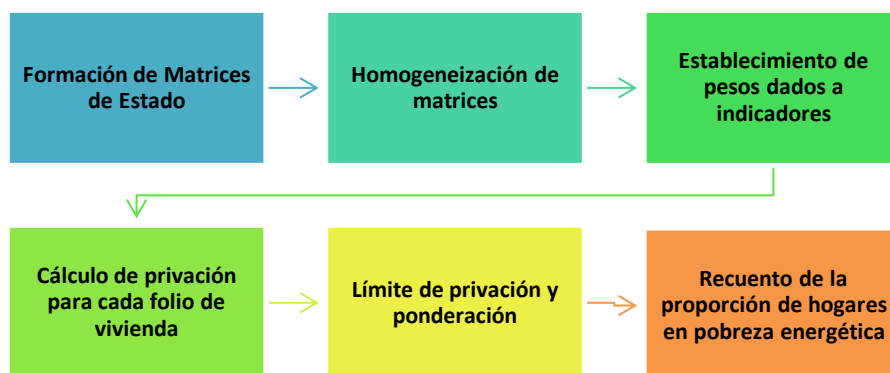 Formación de Matrices
de Estado
Homogeneización de
matrices
Establecimiento de
pesos dados a
indicadores
Cálculo de privación
para cada folio de
vivienda
Límite de privación y
ponderación
Recuento de la
proporción de hogares
en pobreza energética